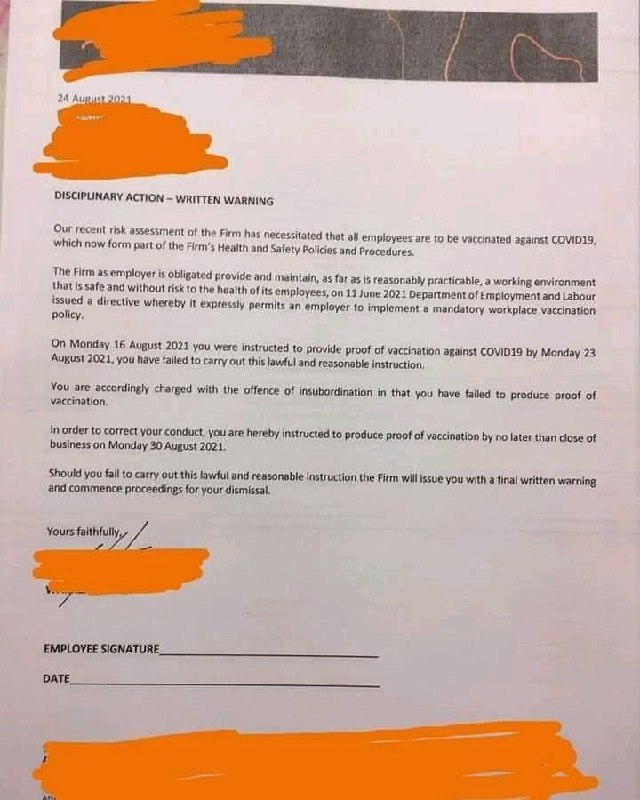 24 August 2021
DISCIPLINARY ACTION – WRITTEN WARNING
Our recent risk assessment of the Firm has necessitated that all employees are to be vaccinated against COVID19,
which now form part of the Firm's Health and Safety Policies and Procedures.
The Firm as employer is obligated provide and maintain, as far as is reasonably practicable, a working environment
that is safe and without risk to the health of its employees, on 11 June 2021 Department of Employment and Labour
issued a directive whereby it expressly permits an employer to implement a mandatory workplace vaccination
policy.
On Monday 16 August 2021 you were instructed to provide proof of vaccination against COVID19 by Monday 23
August 2021, you have failed to carry out this lawful and reasonable instruction.
You are accordingly charged with the offence of insubordination in that you have failed to produce proof of
vaccination.
In order to correct your conduct, you are hereby instructed to produce proof of vaccination by no later than close of
business on Monday 30 August 2021.
Should you fail to carry out this lawful and reasonable instruction the Firm will issue you with a final written warning
and commence proceedings for your dismissal.
Yours faithfully,
EMPLOYEE SIGNATURE
DATE